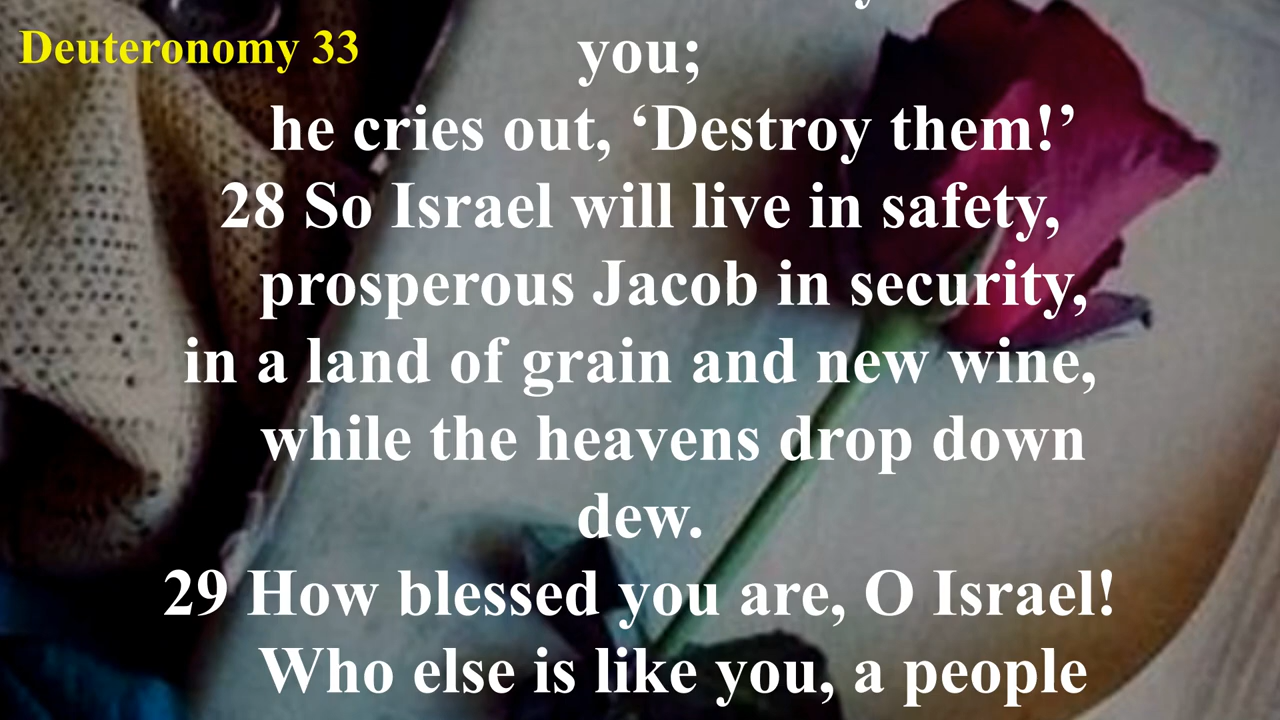 Deuteronomy 33
you;
he cries out, ‘Destroy them!’
28 So Israel will live in safety,
prosperous Jacob in security,
in a land of grain and new wine,
while the heavens drop down
dew.
29 How blessed you are, O Israel!
Who else is like you, a people